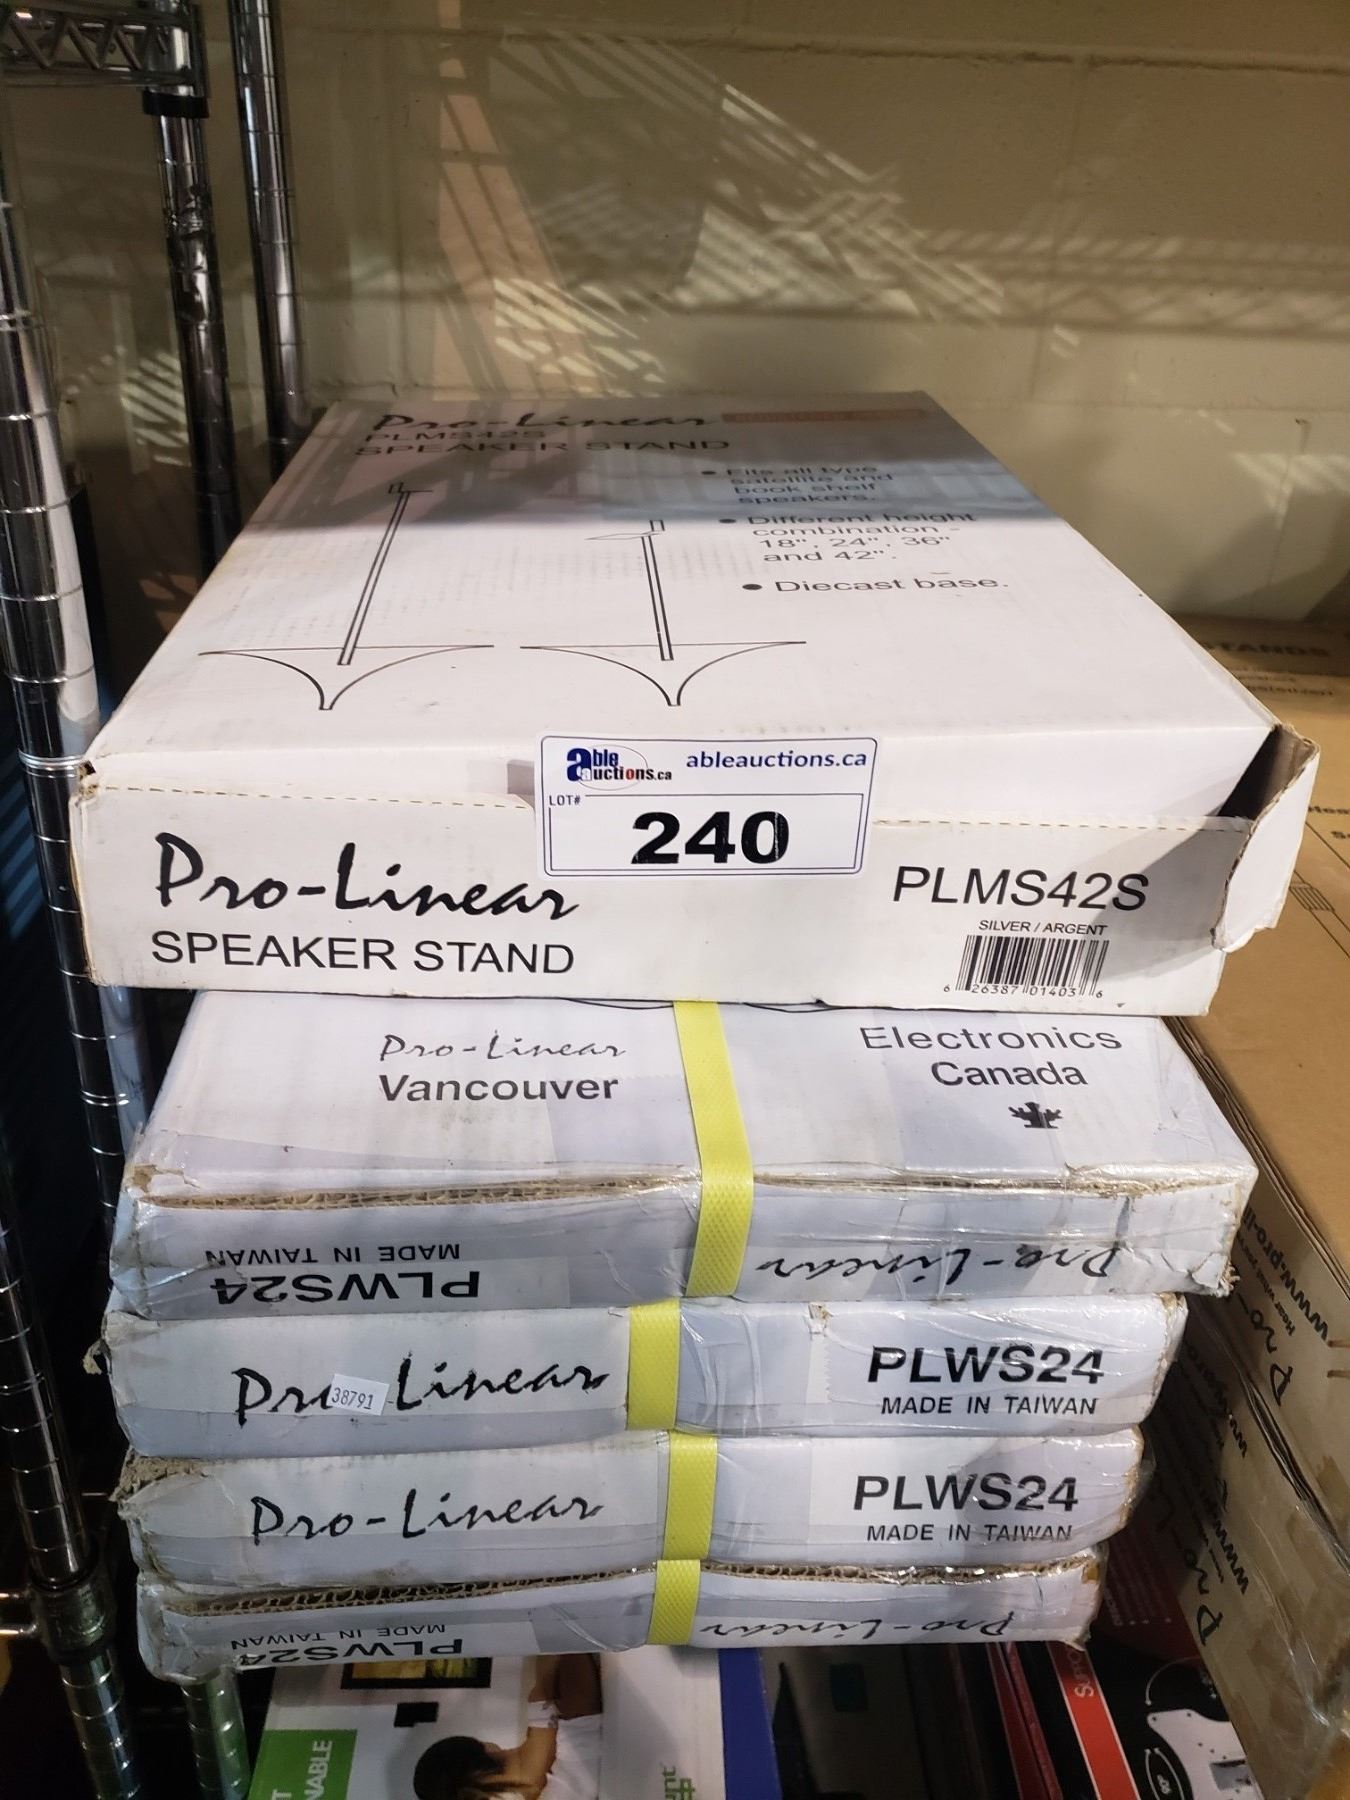 Pro-Linear
PLMS42S
SPEAKER STAND
• Fits all type
satellite and
book shelf
speakers.
• Different height
combination -
18", 24", 36"
and 42".
• Diecast base.
able auctions.ca
ableauctions.ca
LOT#
240
Pro-Linear
SPEAKER STAND
PLMS42S
SILVER / ARGENT
6 26387 01403 6
Pro-Linear
Vancouver
Electronics
Canada
MADE IN TAIWAN
PLWS24
Pro-Linear
Pro-Linear
38791
PLWS24
MADE IN TAIWAN
Pro-Linear
PLWS24
MADE IN TAIWAN
MADE IN TAIWAN
PLWS24
Pro-Linear
STANDS